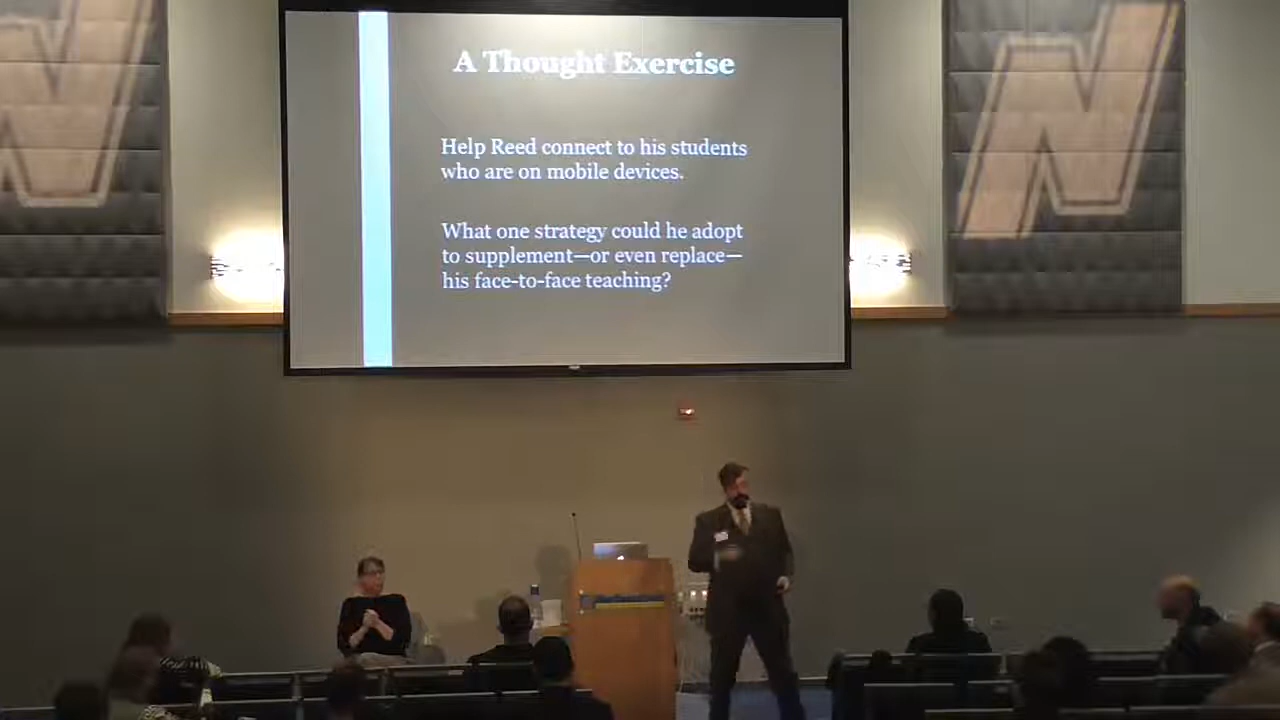 A Thought Exercise
Help Reed connect to his students
who are on mobile devices.
What one strategy could he adopt
to supplement—or even replace—
his face-to-face teaching?
N
N